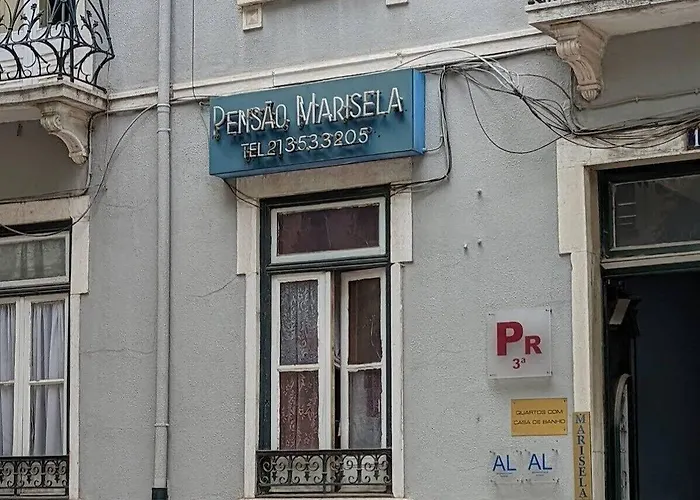 PENSÃO MARISELA
TEL 213533205
PR
3ª
QUARTOS COM
CASA DE BANHO
AL AL
MARISELA